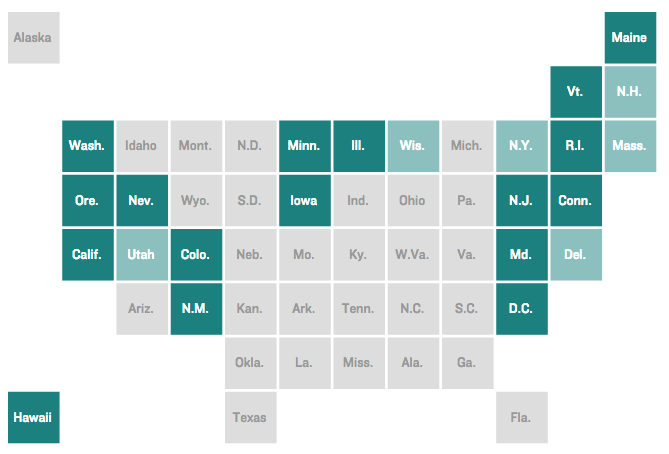 Alaska
Maine
Vt.
N.H.
Wash.
Idaho
Mont.
N.D.
Minn.
Ill.
Wis.
Mich.
N.Y.
R.I.
Mass.
Ore.
Nev.
Wyo.
S.D.
Iowa
Ind.
Ohio
Pa.
N.J.
Conn.
Calif.
Utah
Colo.
Neb.
Mo.
Ky.
W.Va.
Va.
Md.
Del.
Ariz.
N.M.
Kan.
Ark.
Tenn.
N.C.
S.C.
D.C.
Okla.
La.
Miss.
Ala.
Ga.
Hawaii
Texas
Fla.